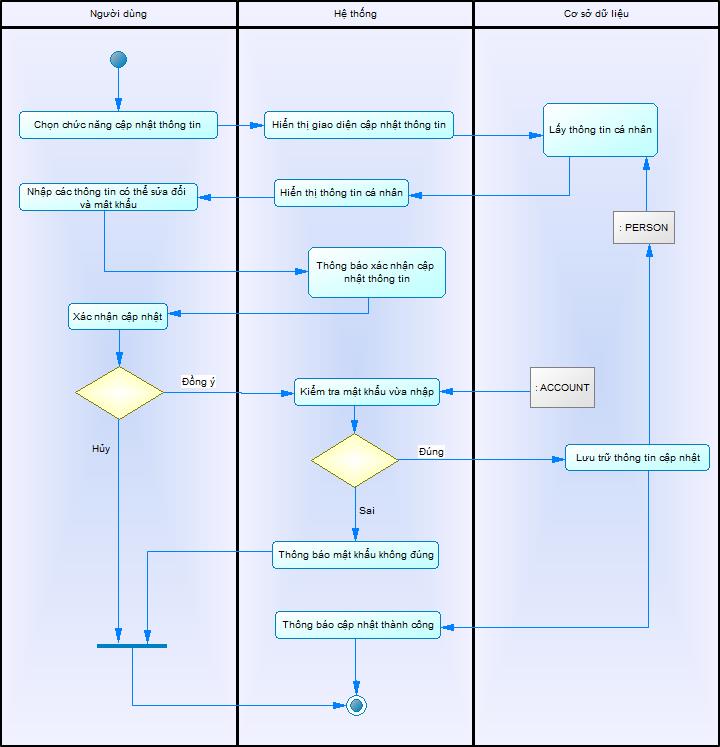 Người dùng
Hệ thống
Cơ sở dữ liệu
Chọn chức năng cập nhật thông tin
Hiển thị giao diện cập nhật thông tin
Lấy thông tin cá nhân
Nhập các thông tin có thể sửa đổi
và mật khẩu
Hiển thị thông tin cá nhân
: PERSON
Thông báo xác nhận cập
nhật thông tin
Xác nhận cập nhật
Đồng ý
Kiểm tra mật khẩu vừa nhập
: ACCOUNT
Hủy
Đúng
Lưu trữ thông tin cập nhật
Sai
Thông báo mật khẩu không đúng
Thông báo cập nhật thành công